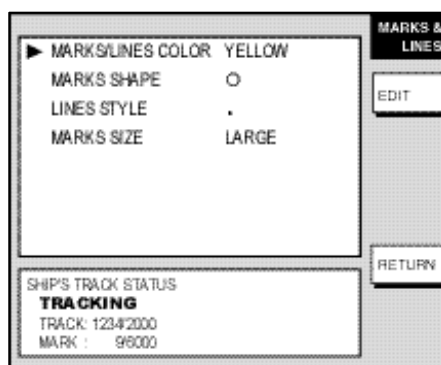 MARKS &
LINES
▶ MARKS/LINES COLOR YELLOW
MARKS SHAPE ○
LINES STYLE .
MARKS SIZE LARGE
EDIT
RETURN
SHIP'S TRACK STATUS
TRACKING
TRACK: 1234/2000
MARK : 9/6000